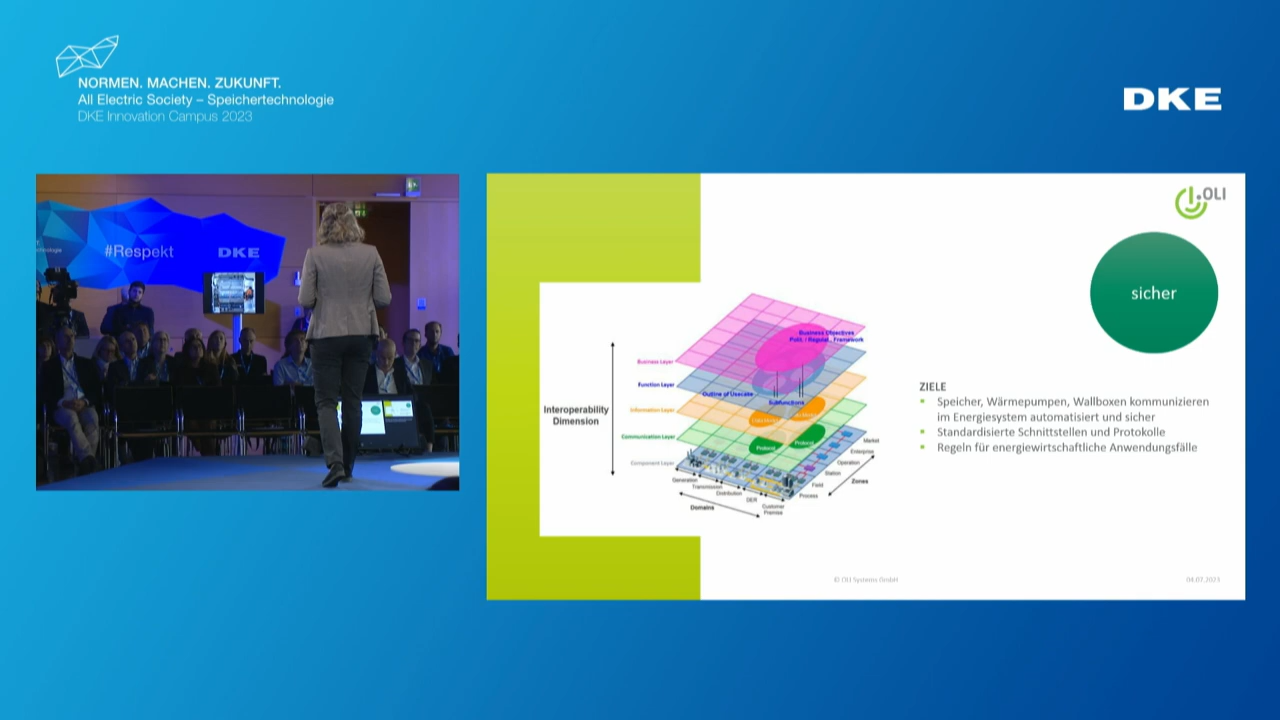 NORMEN. MACHEN. ZUKUNFT.
All Electric Society – Speichertechnologie
DKE Innovation Campus 2023
DKE
#Respekt
DKE
OLI
sicher
Business Objectives
Polit. / Regulat. Framework
Business Layer
Function Layer
Outline of Usecase
Subfunctions
Information Layer
Interoperability
Dimension
Communication Layer
Protocol
Protocol
Component Layer
Generation
Transmission
Distribution
DER
Customer
Premise
Domains
Market
Enterprise
Operation
Station
Field
Process
Zones
ZIELE
Speicher, Wärmepumpen, Wallboxen kommunizieren
im Energiesystem automatisiert und sicher
Standardisierte Schnittstellen und Protokolle
Regeln für energiewirtschaftliche Anwendungsfälle
© OLI Systems GmbH
04.07.2023